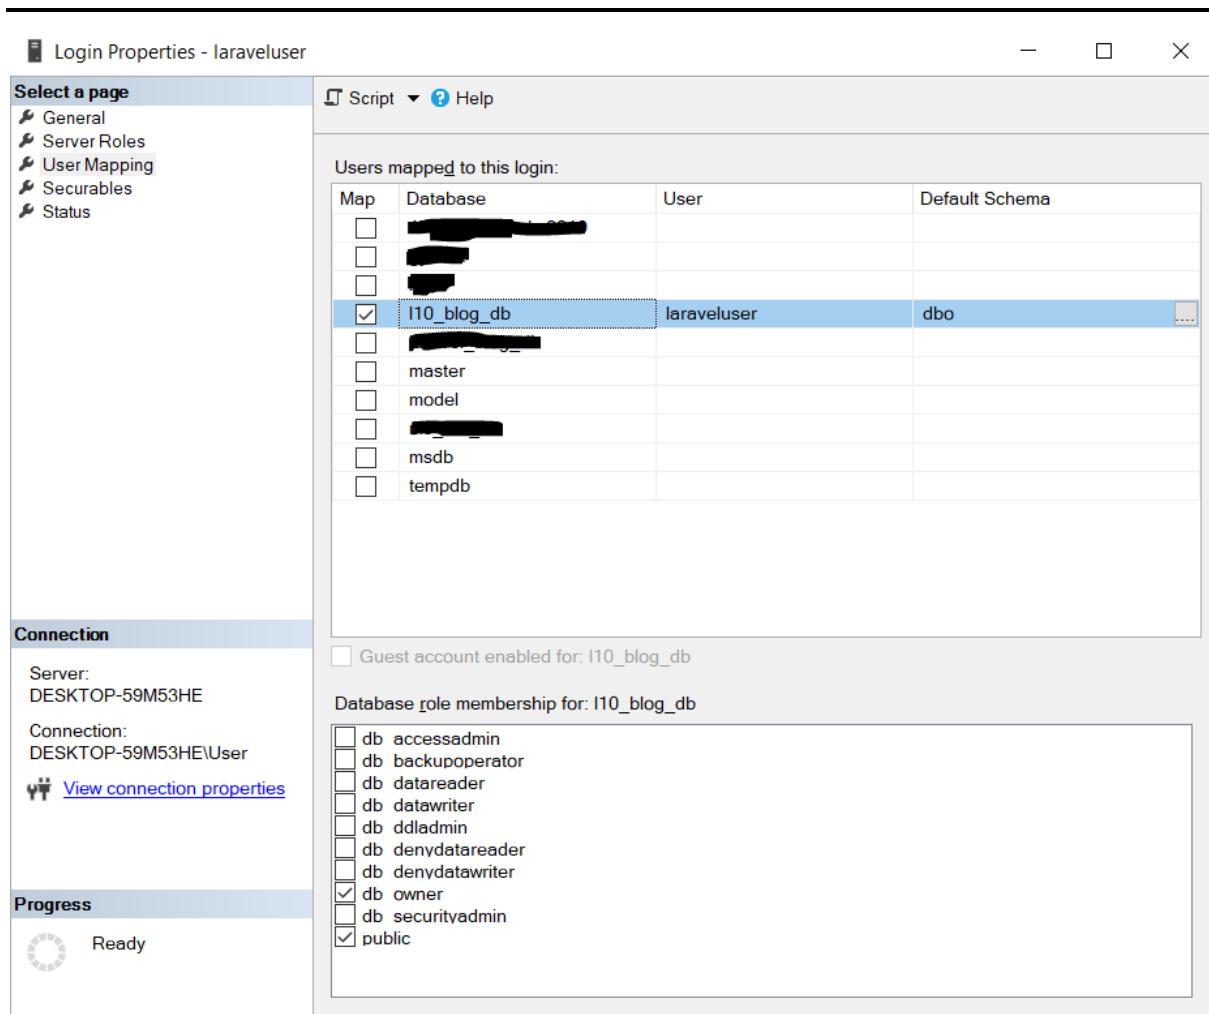 Login Properties - laraveluser
Select a page
General
Server Roles
User Mapping
Securables
Status
Script Help
Users mapped to this login:
Map Database User Default Schema
l10_blog_db laraveluser dbo ....
master
model
msdb
tempdb
Guest account enabled for: l10_blog_db
Database role membership for: l10_blog_db
db_accessadmin
db_backupoperator
db_datareader
db_datawriter
db_ddladmin
db_denydatareader
db_denydatawriter
db_owner
db_securityadmin
public
Connection
Server:
DESKTOP-59M53HE
Connection:
DESKTOP-59M53HE\User
View connection properties
Progress
Ready